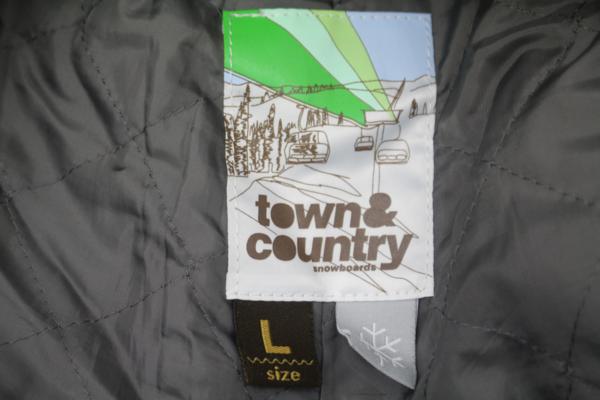 town&
country
snowboards
L
size